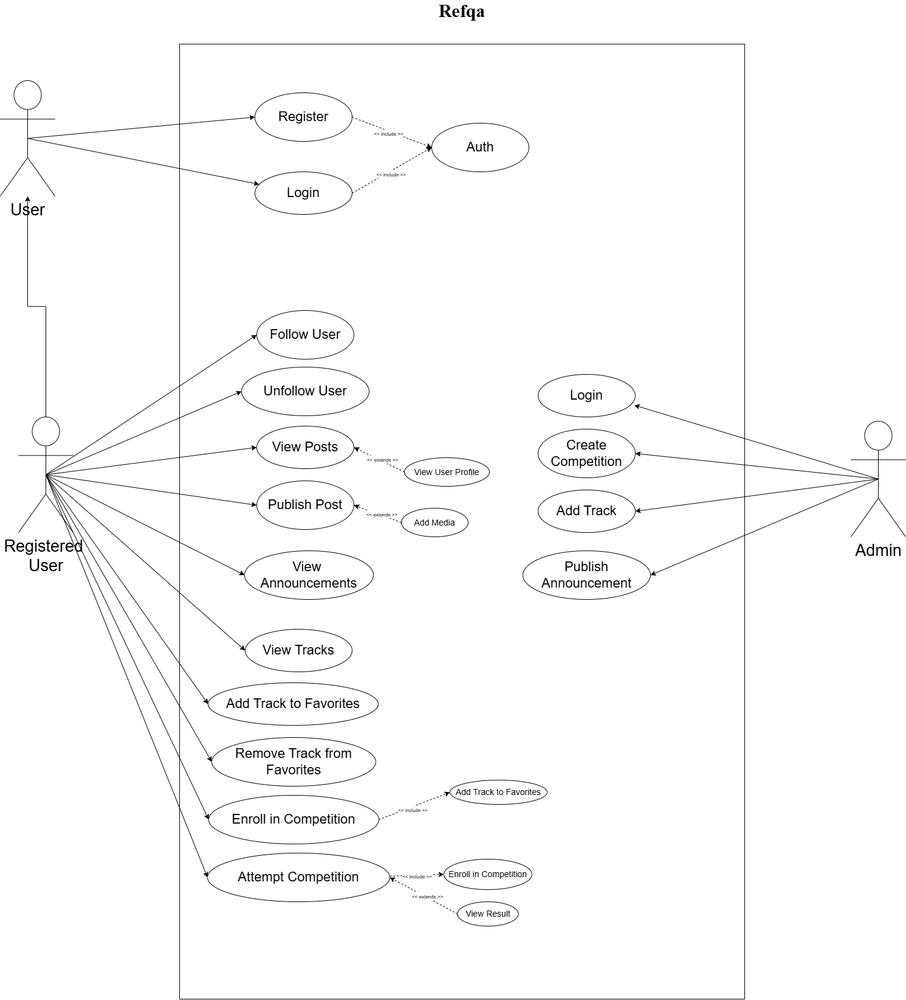 Refqa
Register
<< include >>
Auth
<< include >>
Login
User
Follow User
Unfollow User
View Posts
<< extends >>
View User Profile
Publish Post
<< extends >>
Add Media
Registered
User
View
Announcements
View Tracks
Add Track to Favorites
Remove Track from
Favorites
Enroll in Competition
<< include >>
Add Track to Favorites
Attempt Competition
<< include >>
Enroll in Competition
<< extends >>
View Result
Login
Create
Competition
Add Track
Publish
Announcement
Admin